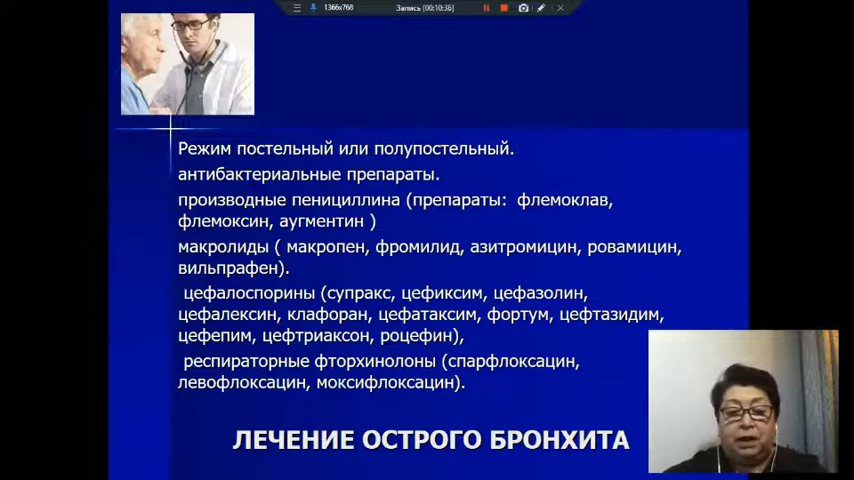 1366x768
Запись [00:10:36]
Режим постельный или полупостельный.
антибактериальные препараты.
производные пенициллина (препараты: флемоклав,
флемоксин, аугментин )
макролиды ( макропен, фромилид, азитромицин, ровамицин,
вильпрафен).
цефалоспорины (супракс, цефиксим, цефазолин,
цефалексин, клафоран, цефатаксим, фортум, цефтазидим,
цефепим, цефтриаксон, роцефин),
респираторные фторхинолоны (спарфлоксацин,
левофлоксацин, моксифлоксацин).
ЛЕЧЕНИЕ ОСТРОГО БРОНХИТА